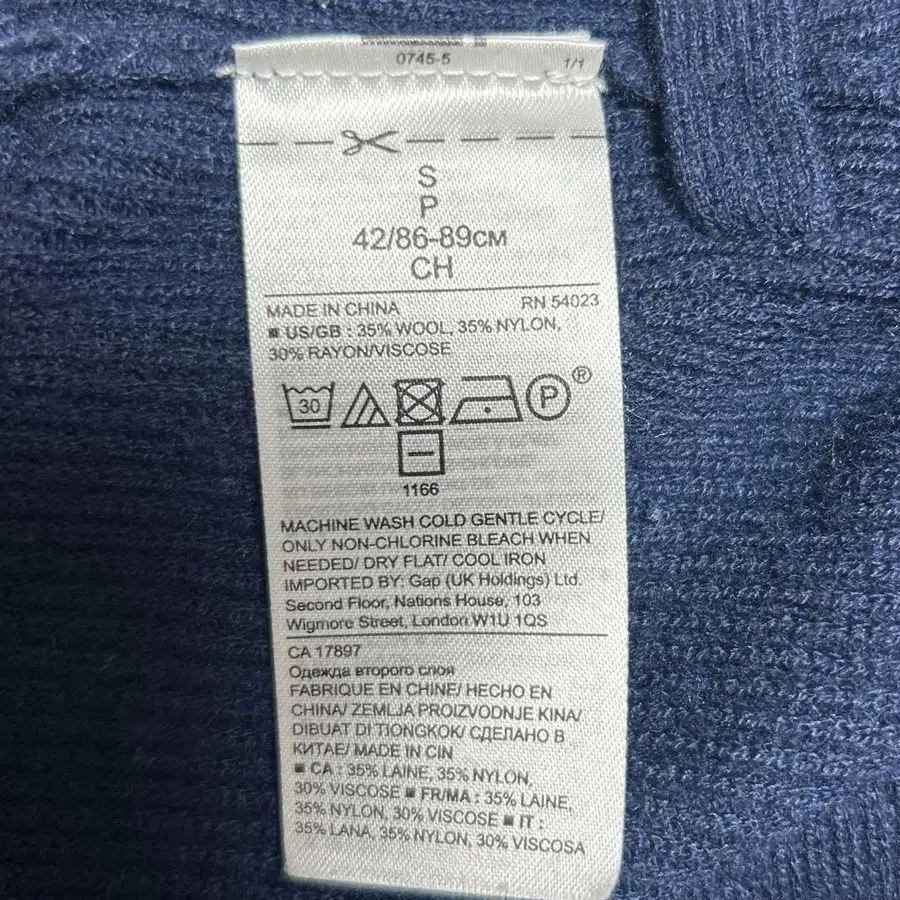 0745-5
1/1
S
P
42/86-89СМ
CH
MADE IN CHINA RN 54023
■ US/GB : 35% WOOL, 35% NYLON,
30% RAYON/VISCOSE
30
P®
1166
MACHINE WASH COLD GENTLE CYCLE/
ONLY NON-CHLORINE BLEACH WHEN
NEEDED/ DRY FLAT/ COOL IRON
IMPORTED BY: Gap (UK Holdings) Ltd.
Second Floor, Nations House, 103
Wigmore Street, London W1U 1QS
CA 17897
Одежда второго слоя
FABRIQUE EN CHINE/ HECHO EN
CHINA/ ZEMLJA PROIZVODNJE KINA/
DIBUAT DI TIONGKOK/ СДЕЛАНО В
КИТАЕ/ MADE IN CIN
■ CA : 35% LAINE, 35% NYLON,
30% VISCOSE ■ FR/MA : 35% LAINE,
35% NYLON, 30% VISCOSE ■ IT :
35% LANA, 35% NYLON, 30% VISCOSA